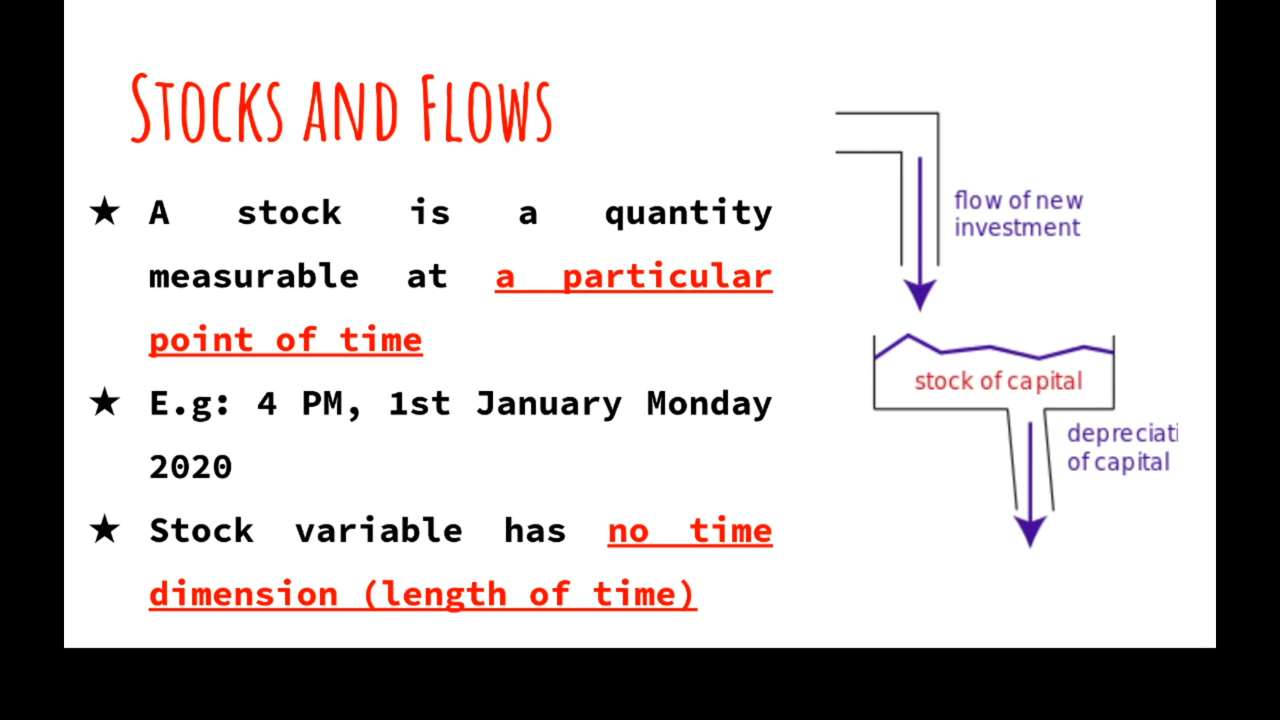 Stocks and Flows
★ A stock is a quantity
measurable at a particular
point of time
★ E.g: 4 PM, 1st January Monday
2020
★ Stock variable has no time
dimension (length of time)
flow of new
investment
stock of capital
depreciati
of capital